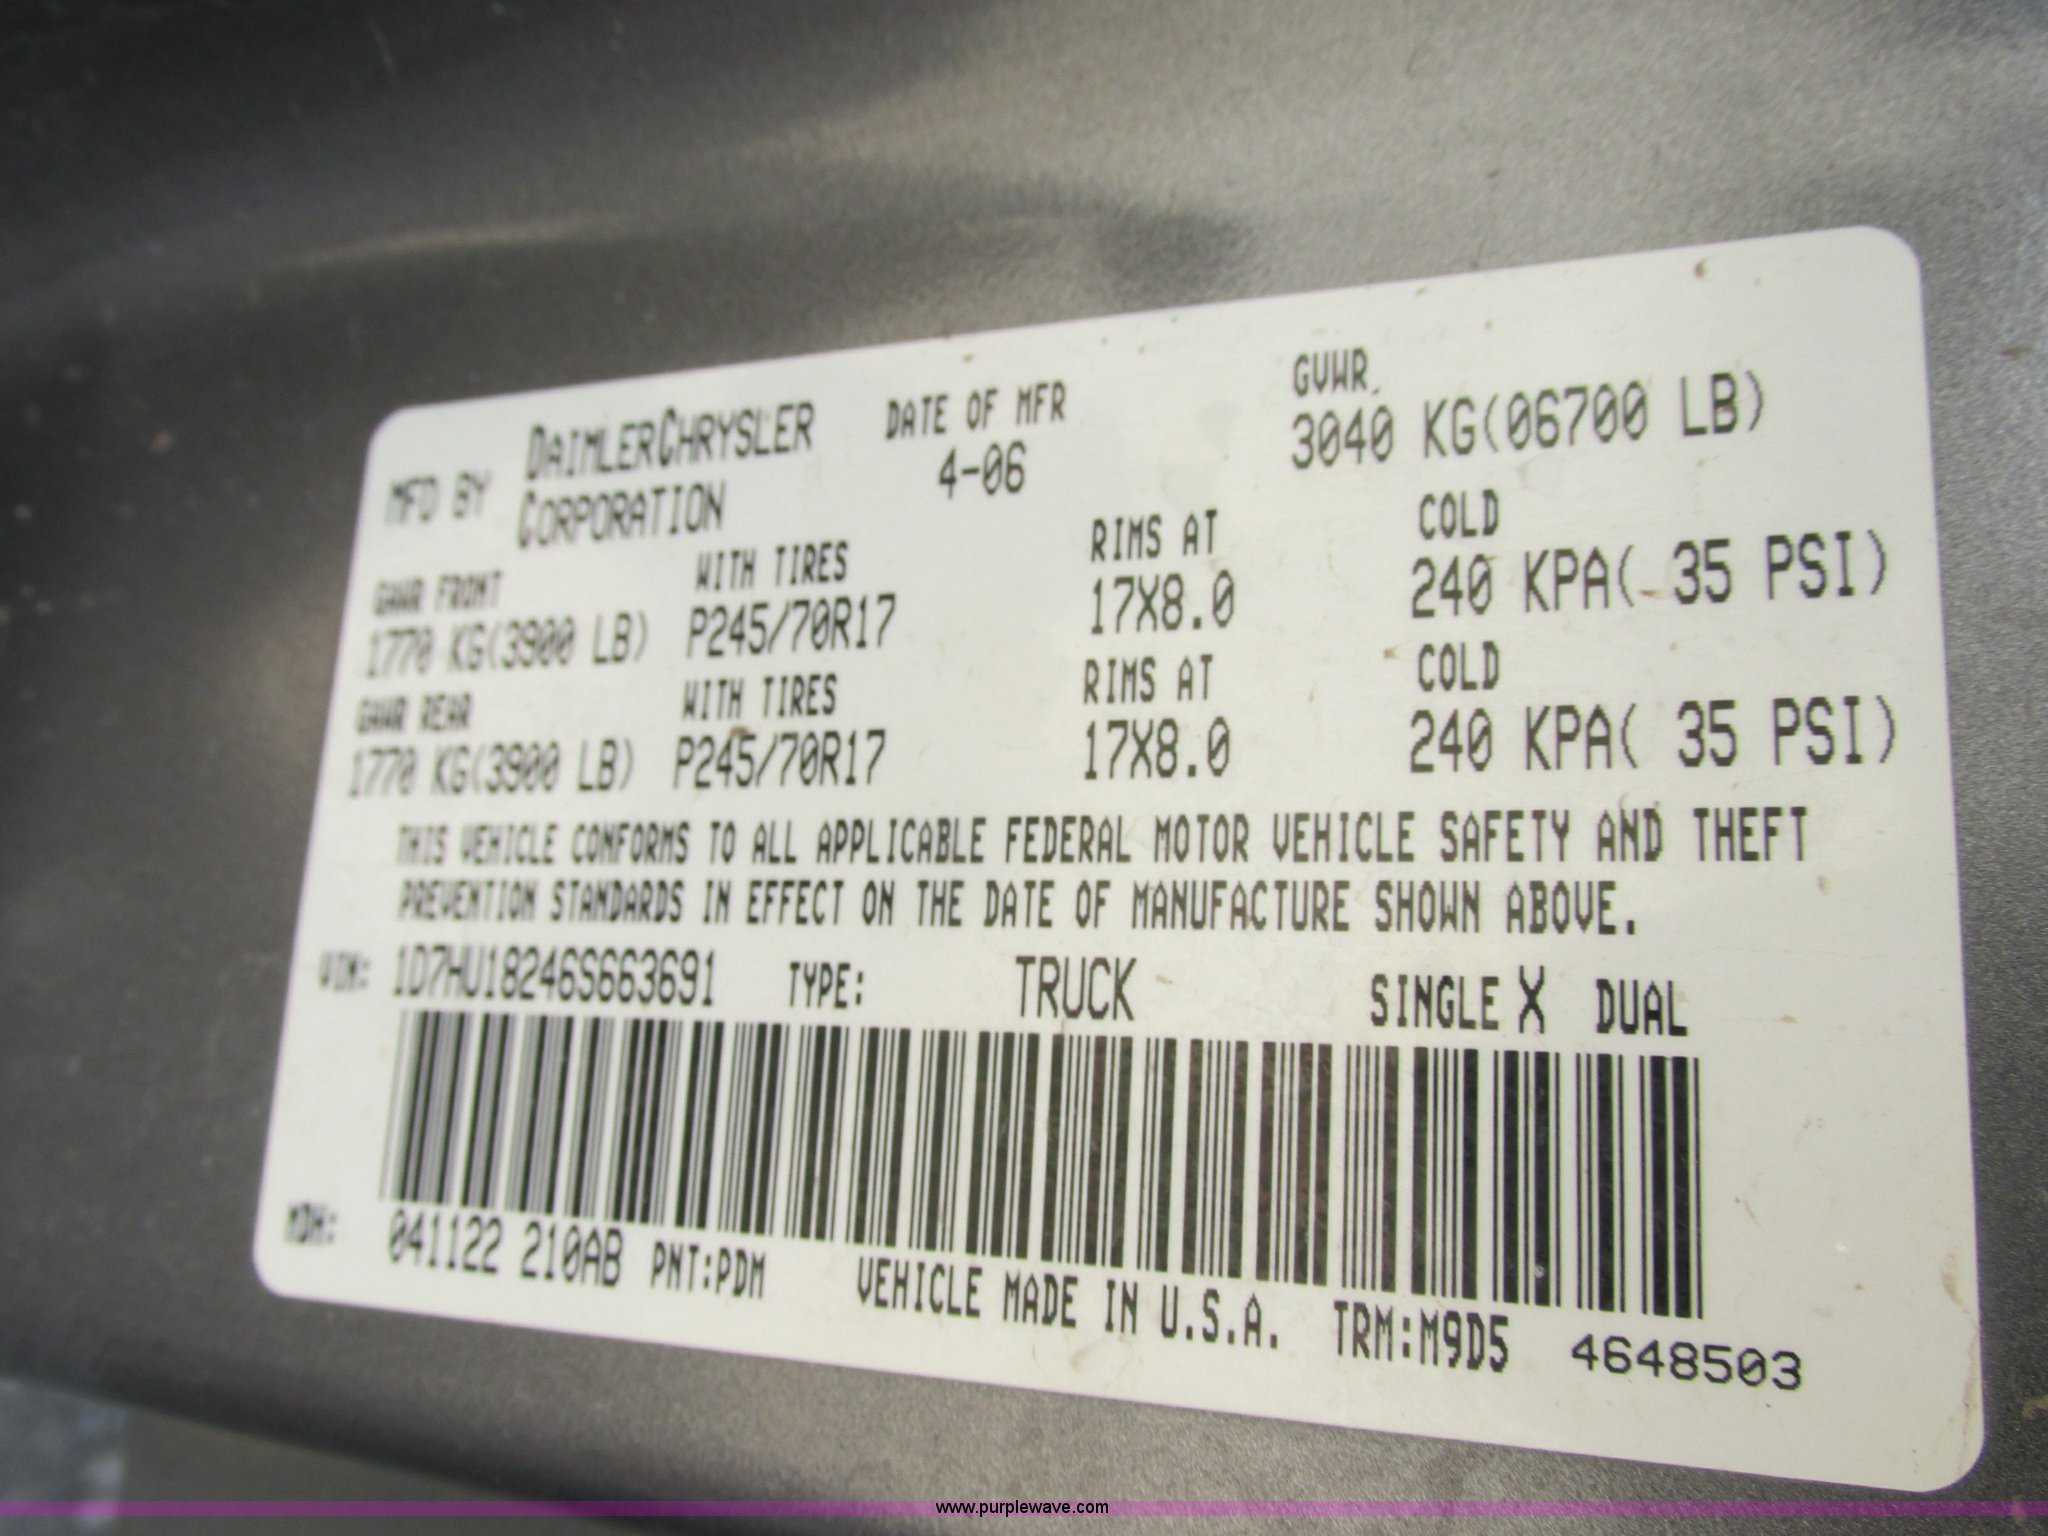 MFD BY DAIMLERCHRYSLER CORPORATION DATE OF MFR 4-06 GVWR
3040 KG(06700 LB)
GAWR FRONT WITH TIRES RIMS AT COLD
1770 KG(3900 LB) P245/70R17 17X8.0 240 KPA( 35 PSI)
GAWR REAR WITH TIRES RIMS AT COLD
1770 KG(3900 LB) P245/70R17 17X8.0 240 KPA( 35 PSI)
THIS VEHICLE CONFORMS TO ALL APPLICABLE FEDERAL MOTOR VEHICLE SAFETY AND THEFT
PREVENTION STANDARDS IN EFFECT ON THE DATE OF MANUFACTURE SHOWN ABOVE.
VIN: 1D7HU18246S663691 TYPE: TRUCK SINGLE X DUAL
MDH: 041122 210AB PNT:PDM VEHICLE MADE IN U.S.A. TRM:M9D5 4648503
www.purplewave.com